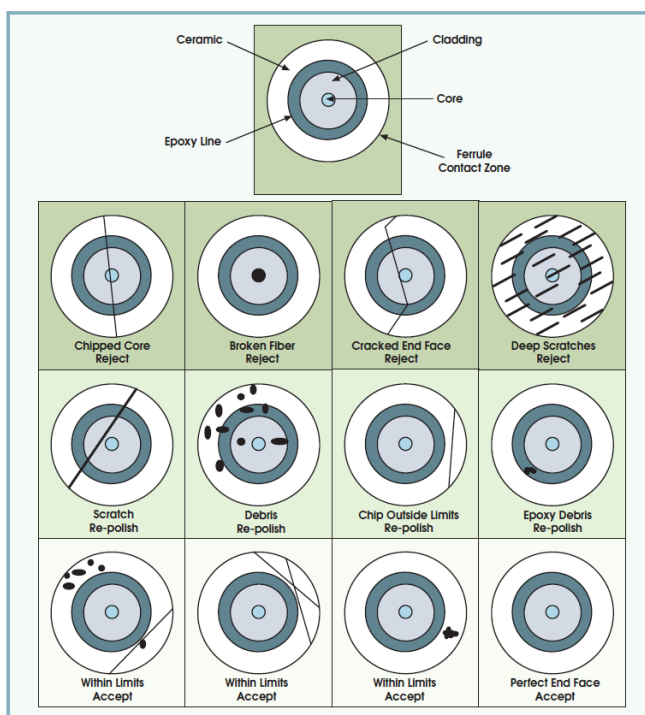 Ceramic
Cladding
Core
Epoxy Line
Ferrule
Contact Zone
Chipped Core
Reject
Broken Fiber
Reject
Cracked End Face
Reject
Deep Scratches
Reject
Scratch
Re-polish
Debris
Re-polish
Chip Outside Limits
Re-polish
Epoxy Debris
Re-polish
Within Limits
Accept
Within Limits
Accept
Within Limits
Accept
Perfect End Face
Accept